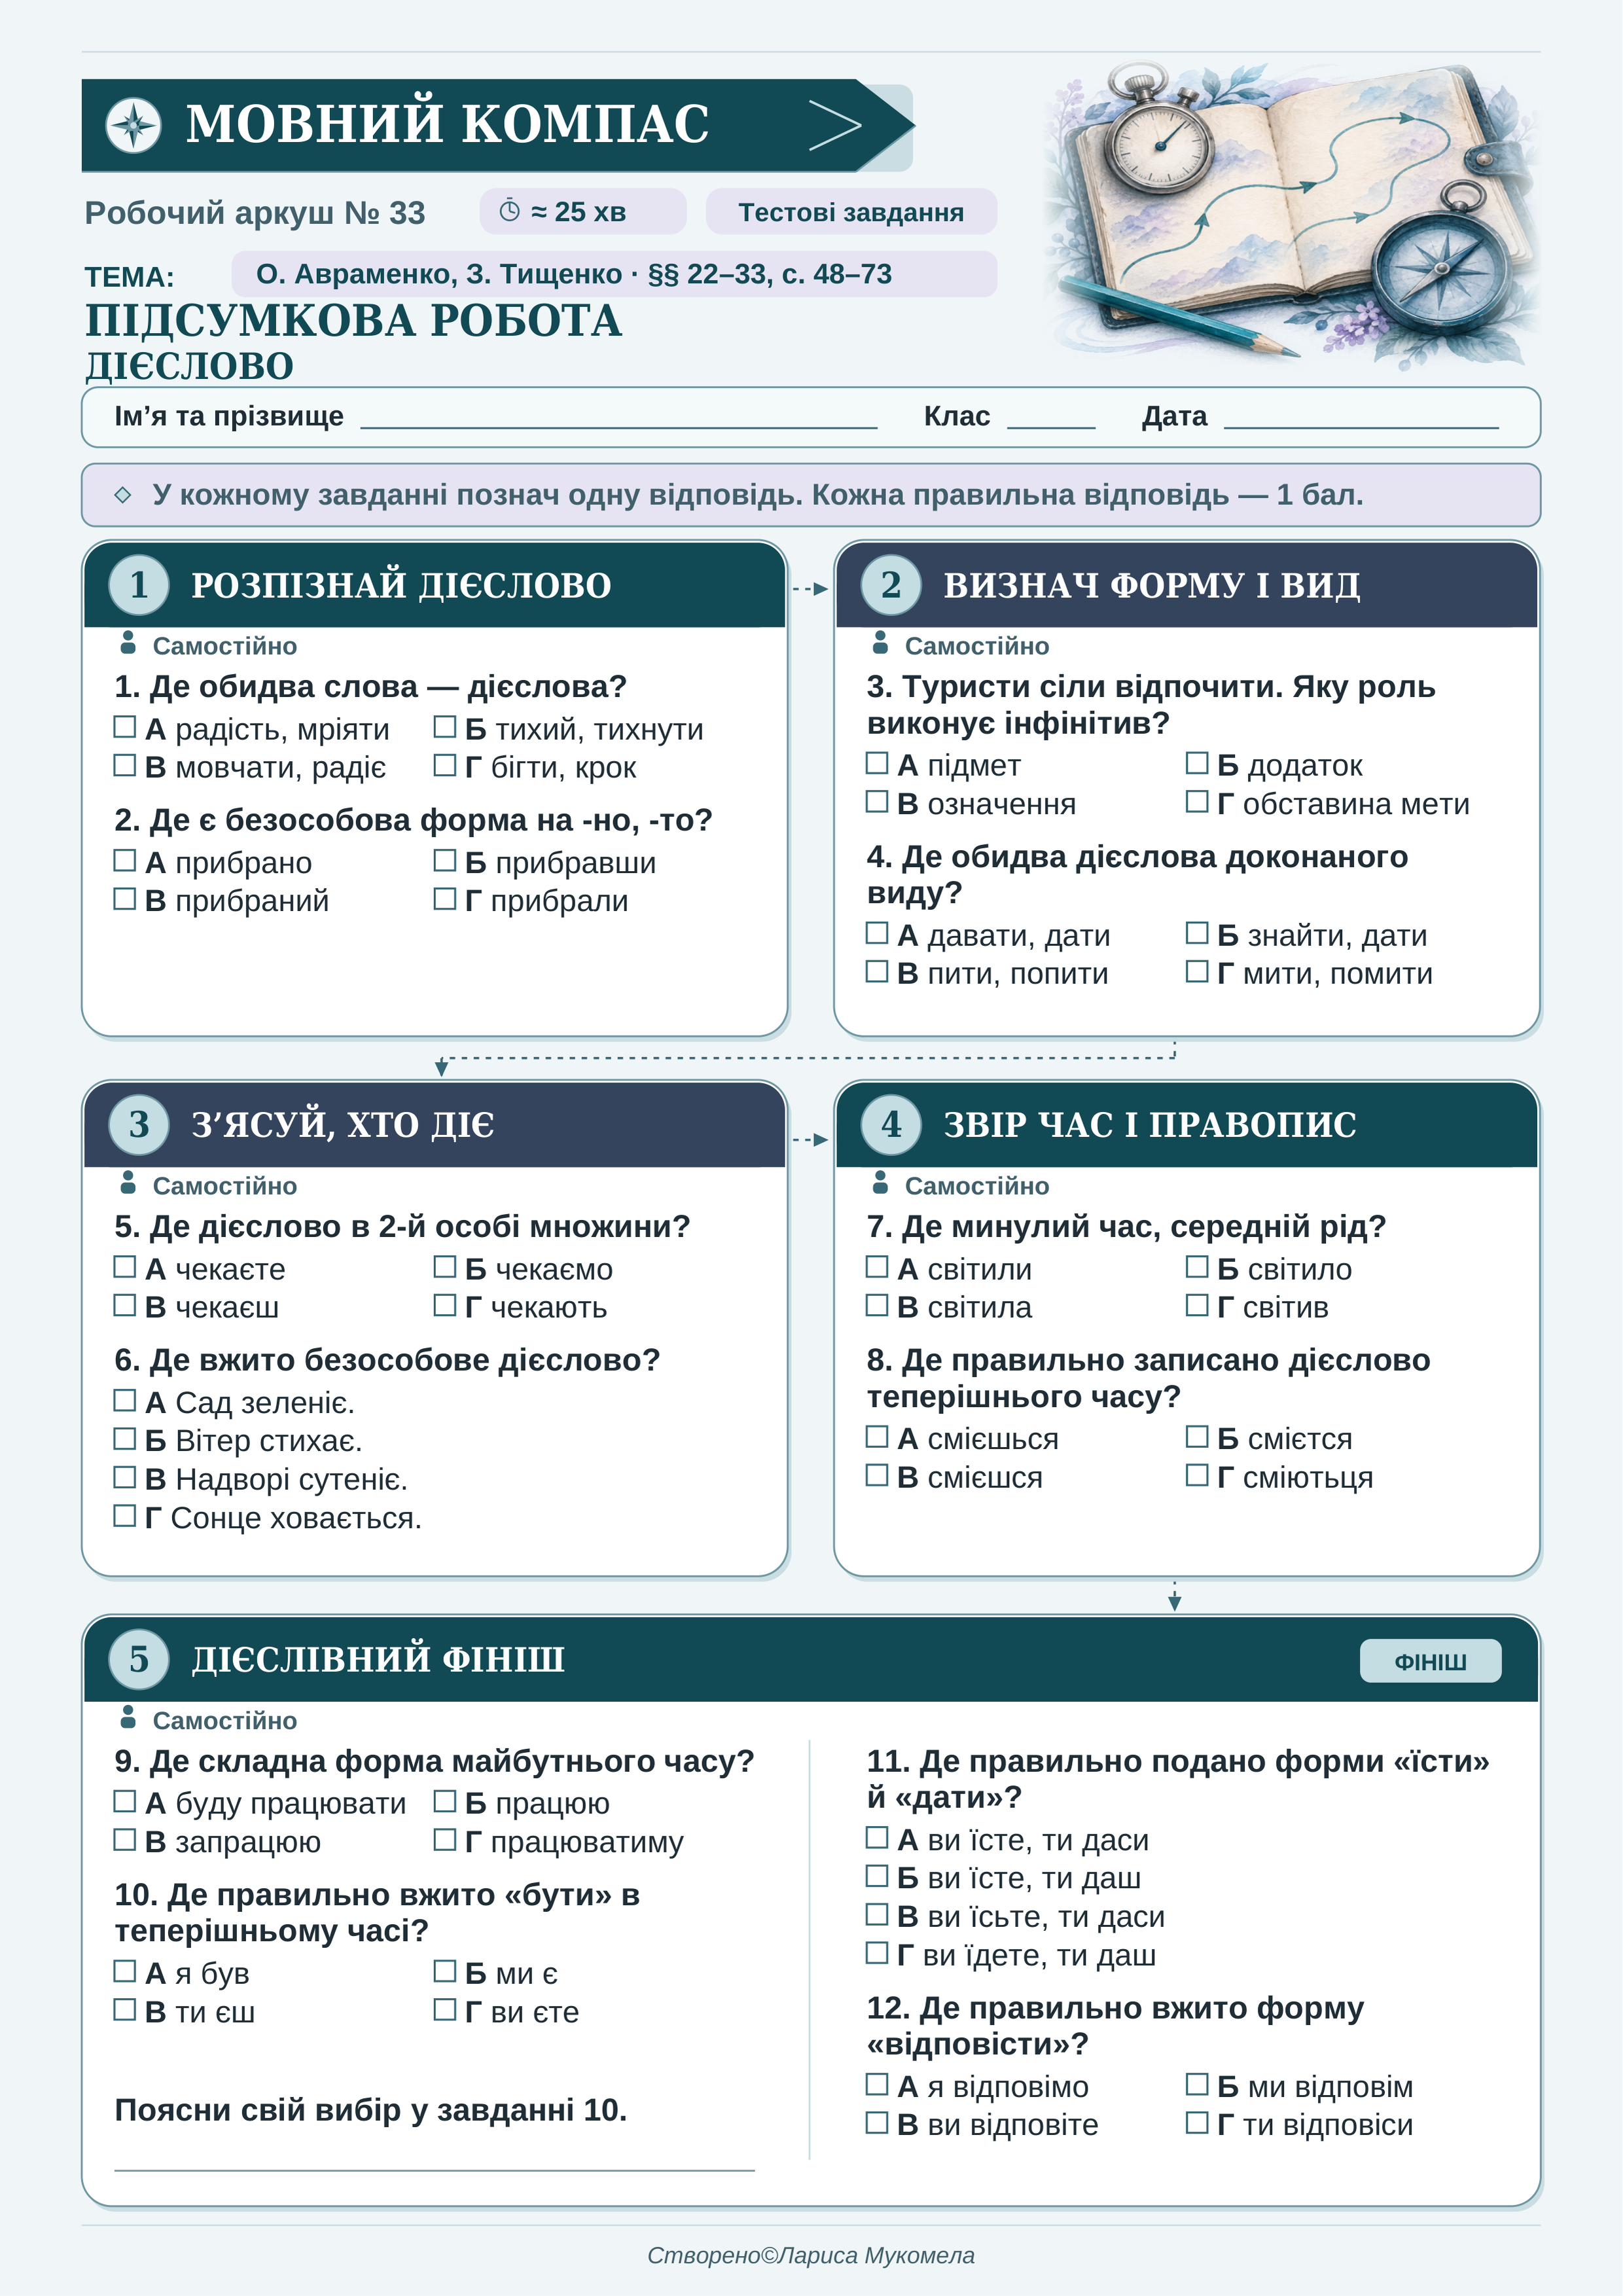 МОВНИЙ КОМПАС
Робочий аркуш № 33
≈ 25 хв
Тестові завдання
ТЕМА:
О. Авраменко, З. Тищенко · §§ 22–33, с. 48–73
ПІДСУМКОВА РОБОТА
ДІЄСЛОВО
Ім’я та прізвище
Клас
Дата
У кожному завданні познач одну відповідь. Кожна правильна відповідь — 1 бал.
1 РОЗПІЗНАЙ ДІЄСЛОВО
Самостійно
1. Де обидва слова — дієслова?
А радість, мріяти
Б тихий, тихнути
В мовчати, радіє
Г бігти, крок
2. Де є безособова форма на -но, -то?
А прибрано
Б прибравши
В прибраний
Г прибрали
2 ВИЗНАЧ ФОРМУ І ВИД
Самостійно
3. Туристи сіли відпочити. Яку роль
виконує інфінітив?
А підмет
Б додаток
В означення
Г обставина мети
4. Де обидва дієслова доконаного
виду?
А давати, дати
Б знайти, дати
В пити, попити
Г мити, помити
3 З’ЯСУЙ, ХТО ДІЄ
Самостійно
5. Де дієслово в 2-й особі множини?
А чекаєте
Б чекаємо
В чекаєш
Г чекають
6. Де вжито безособове дієслово?
А Сад зеленіє.
Б Вітер стихає.
В Надворі сутеніє.
Г Сонце ховається.
4 ЗВІР ЧАС І ПРАВОПИС
Самостійно
7. Де минулий час, середній рід?
А світили
Б світило
В світила
Г світив
8. Де правильно записано дієслово
теперішнього часу?
А смієшься
Б смієтся
В смієшся
Г сміютьця
5 ДІЄСЛІВНИЙ ФІНІШ
ФІНІШ
Самостійно
9. Де складна форма майбутнього часу?
А буду працювати
Б працюю
В запрацюю
Г працюватиму
10. Де правильно вжито «бути» в
теперішньому часі?
А я був
Б ми є
В ти єш
Г ви єте
Поясни свій вибір у завданні 10.
11. Де правильно подано форми «їсти»
й «дати»?
А ви їсте, ти даси
Б ви їсте, ти даш
В ви їсьте, ти даси
Г ви їдете, ти даш
12. Де правильно вжито форму
«відповісти»?
А я відповімо
Б ми відповім
В ви відповіте
Г ти відповіси
Створено©Лариса Мукомела